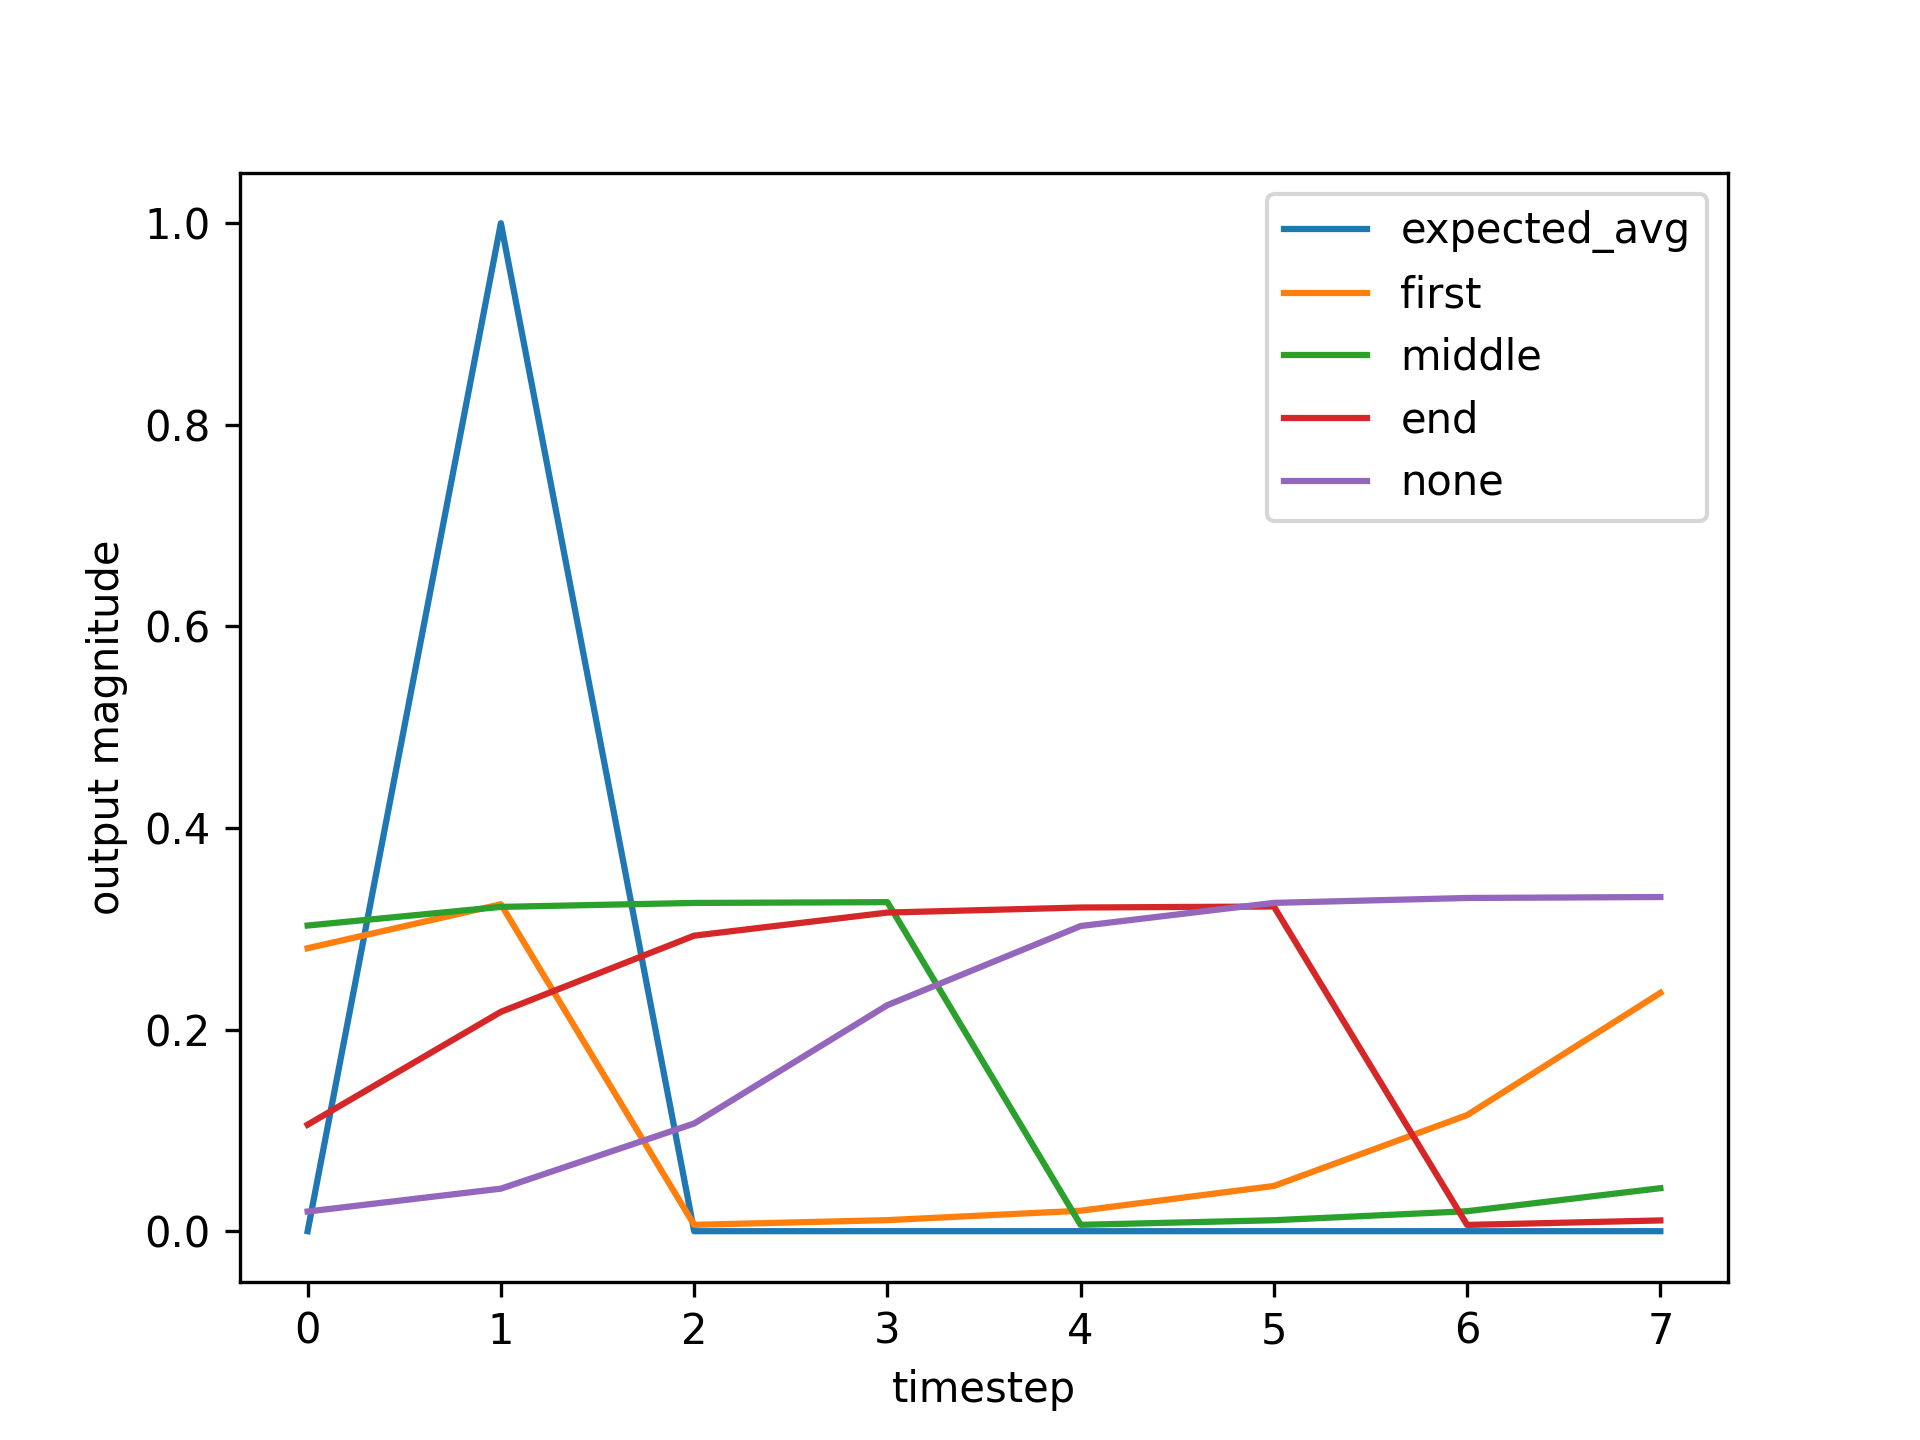 1.0
0.8
0.6
0.4
0.2
0.0
output magnitude
expected_avg
first
middle
end
none
0 1 2 3 4 5 6 7
timestep